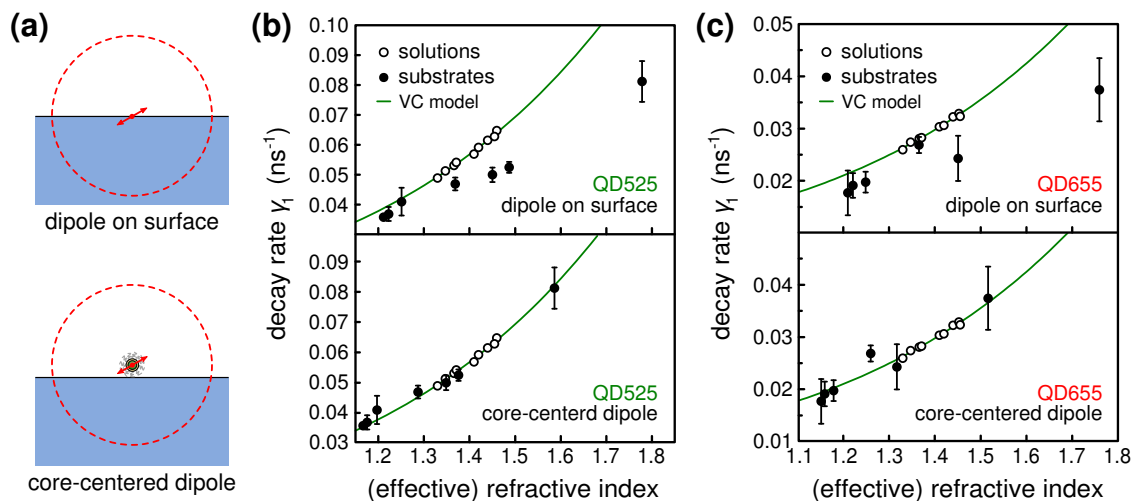 (a)
dipole on surface
core-centered dipole
(b)
decay rate γ₁ (ns⁻¹)
0.10
0.09
0.08
0.07
0.06
0.05
0.04
solutions
substrates
VC model
QD525
dipole on surface
0.09
0.08
0.07
0.06
0.05
0.04
0.03
QD525
core-centered dipole
1.2 1.3 1.4 1.5 1.6 1.7 1.8
(effective) refractive index
(c)
decay rate γ₁ (ns⁻¹)
0.05
0.04
0.03
0.02
solutions
substrates
VC model
QD655
dipole on surface
0.04
0.03
0.02
0.01
QD655
core-centered dipole
1.1 1.2 1.3 1.4 1.5 1.6 1.7 1.8
(effective) refractive index